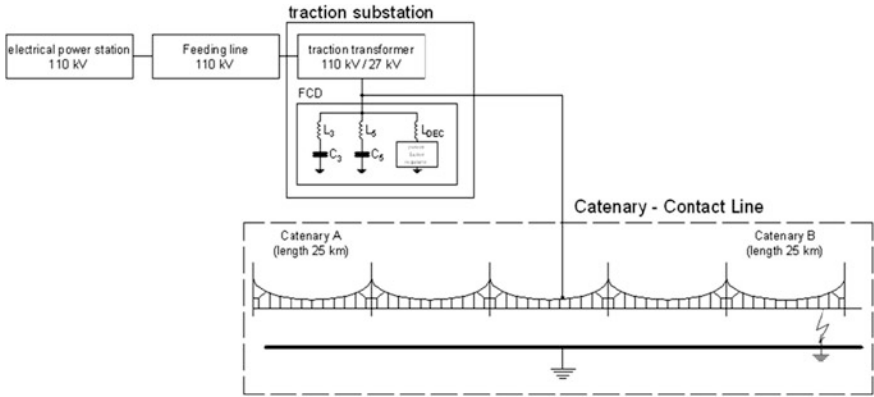 traction substation
electrical power station
110 kV
Feeding line
110 kV
traction transformer
110 kV/27 kV
FCD
L3
L5
LDEC
C3
C5
Catenary - Contact Line
Catenary A
(length 25 km)
Catenary B
(length 25 km)